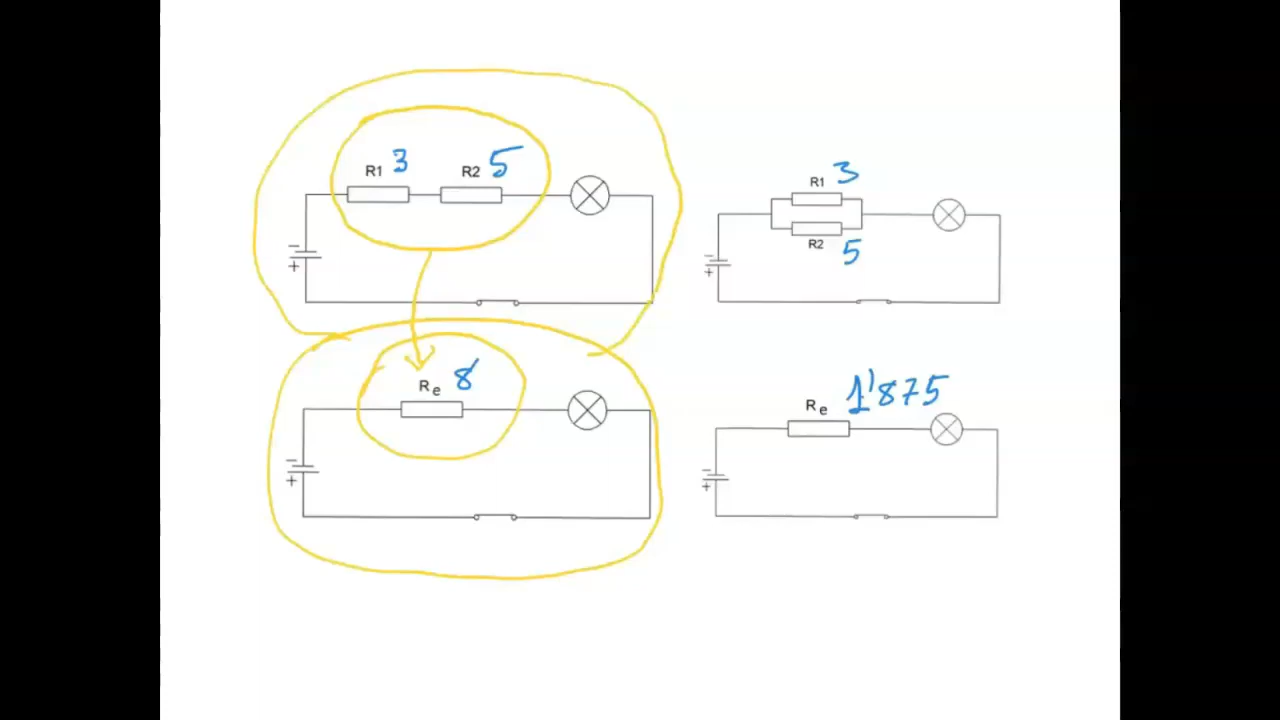 R1 3 R2 5
− +
Re 8
− +
R1 3
R2 5
− +
Re 1'875
− +